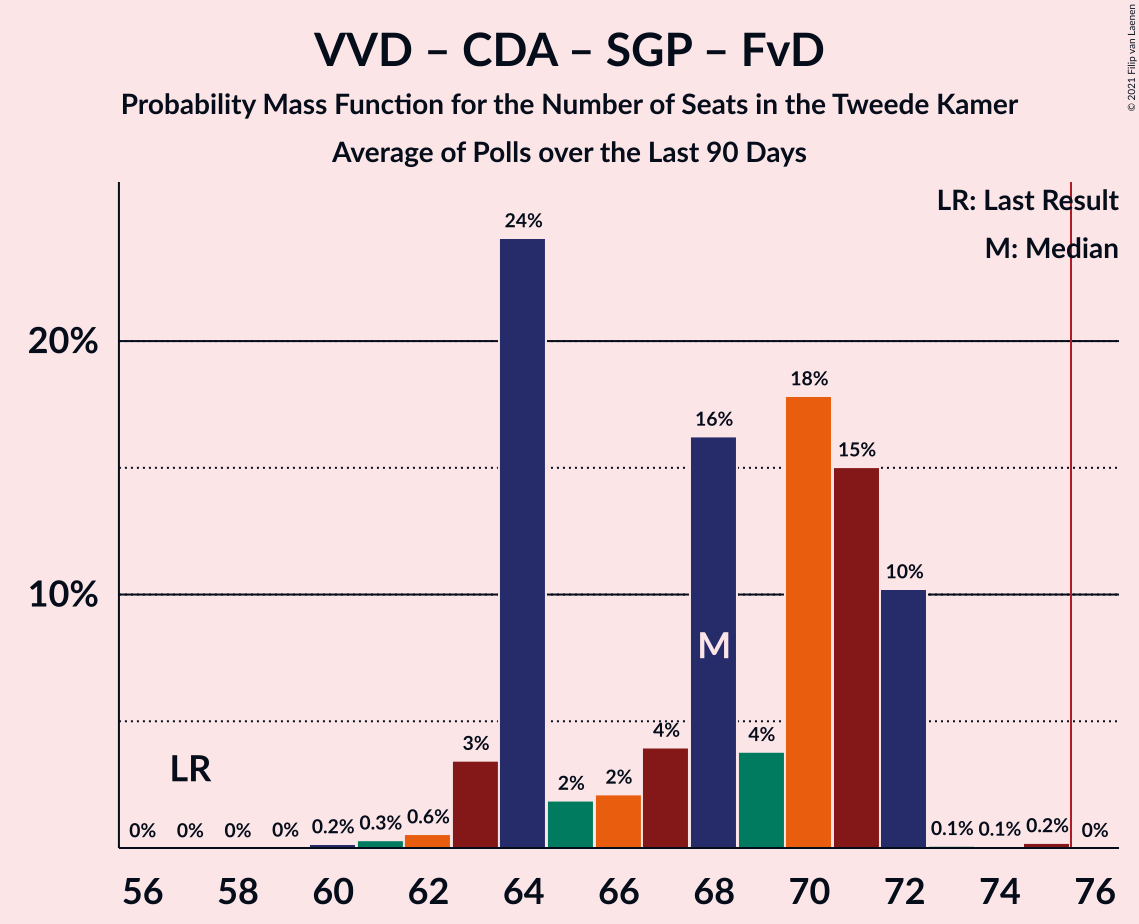 VVD – CDA – SGP – FvD
Probability Mass Function for the Number of Seats in the Tweede Kamer
Average of Polls over the Last 90 Days
© 2021 Filip van Laenen
LR: Last Result
M: Median
24%
20%
18%
16%
15%
10%
10%
M
4%
4%
3%
LR
2%
2%
0% 0% 0% 0% 0.2% 0.3% 0.6% 0.1% 0.1% 0.2% 0%
56 58 60 62 64 66 68 70 72 74 76